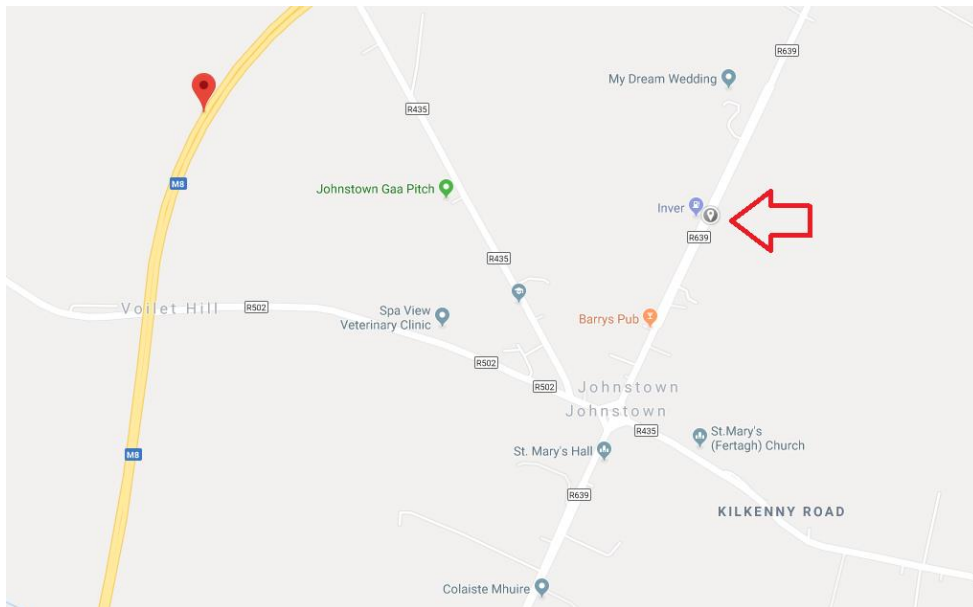 R639
My Dream Wedding
R435
M8
Johnstown Gaa Pitch
Inver
R639
R435
Voilet Hill
R502
Spa View
Veterinary Clinic
Barrys Pub
R502
R502
Johnstown
Johnstown
R435
St.Mary's
(Fertagh) Church
St. Mary's Hall
M8
R639
KILKENNY ROAD
Colaiste Mhuire